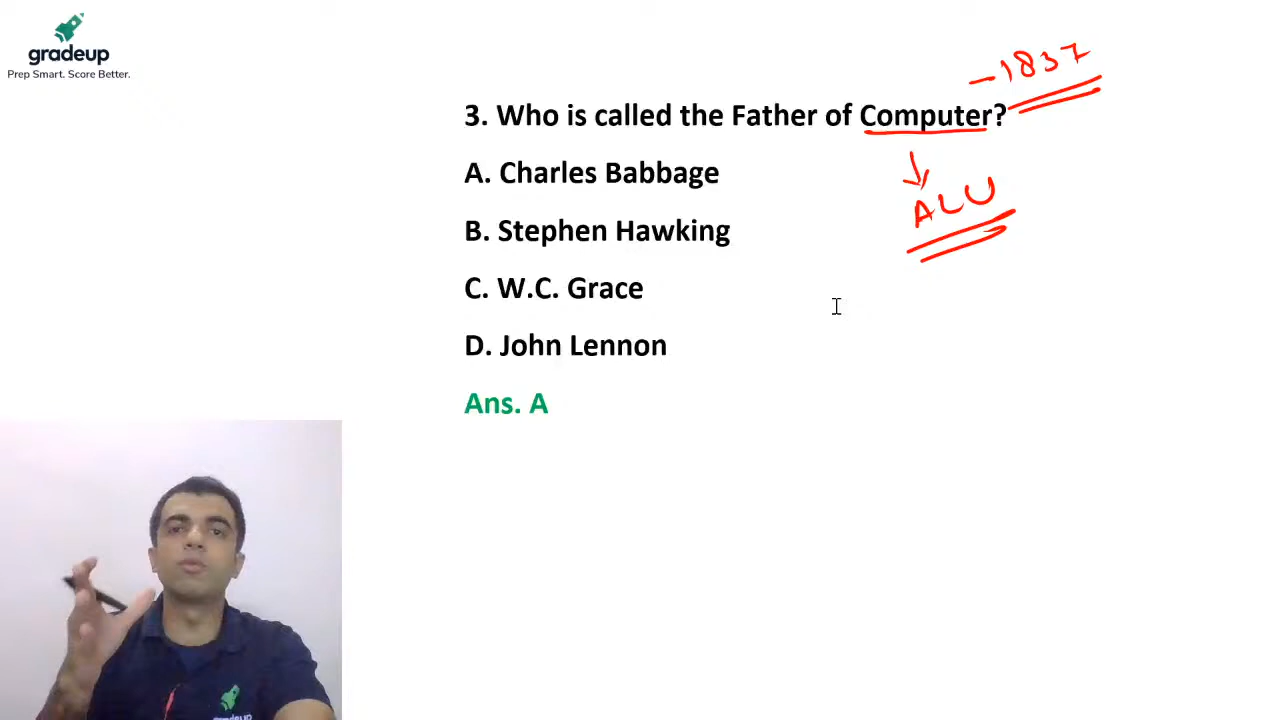 gradeup
Prep Smart. Score Better.
-1837
3. Who is called the Father of Computer?
A. Charles Babbage
ALU
B. Stephen Hawking
C. W.C. Grace
D. John Lennon
Ans. A
gradeup